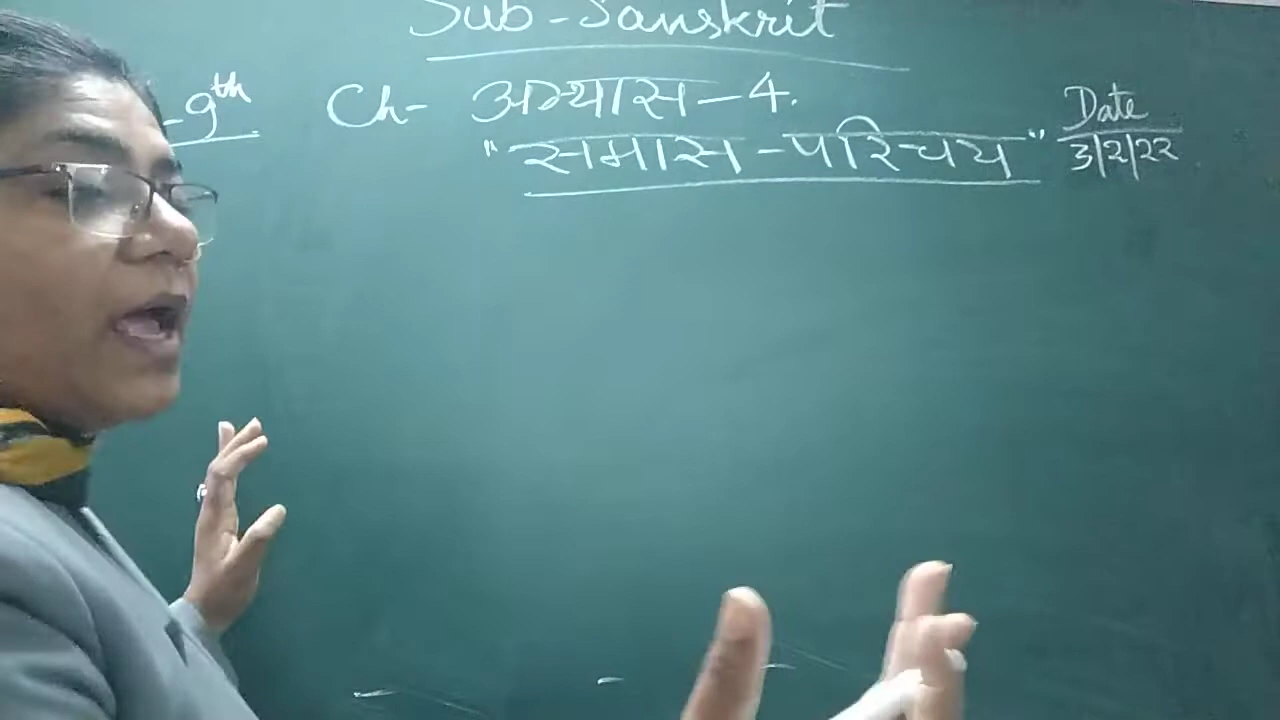 Sub-Sanskrit
-9th
Ch- अभ्यास-4.
"समास-परिचय"
Date
3/2/22